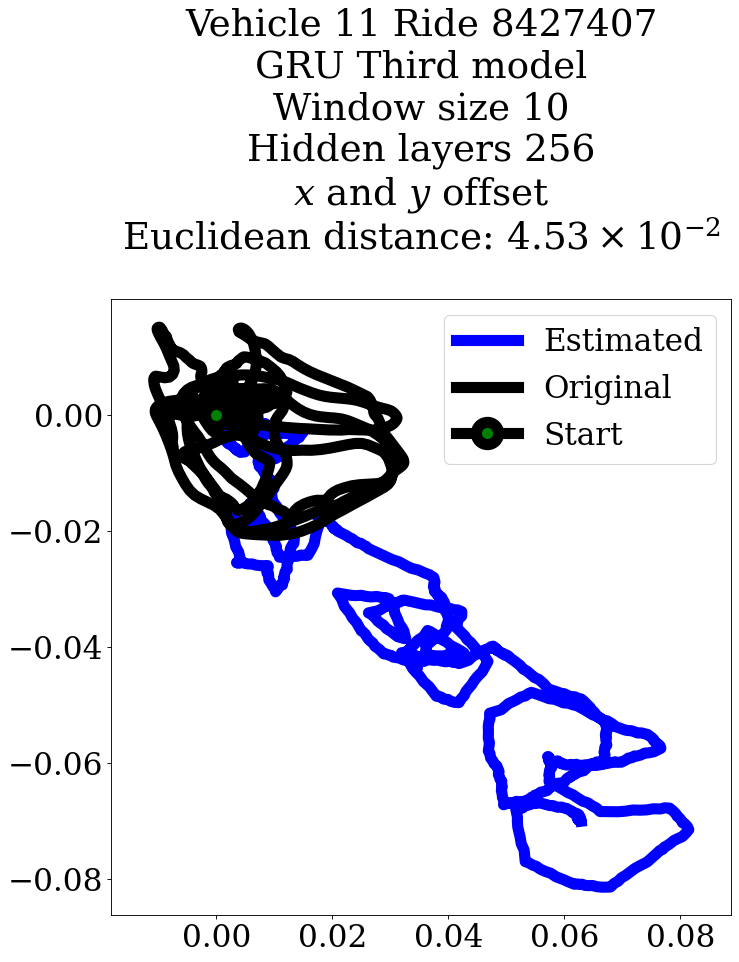 Vehicle 11 Ride 8427407
GRU Third model
Window size 10
Hidden layers 256
x and y offset
Euclidean distance: 4.53 × 10⁻²
Estimated
Original
Start
0.00
−0.02
−0.04
−0.06
−0.08
0.00 0.02 0.04 0.06 0.08